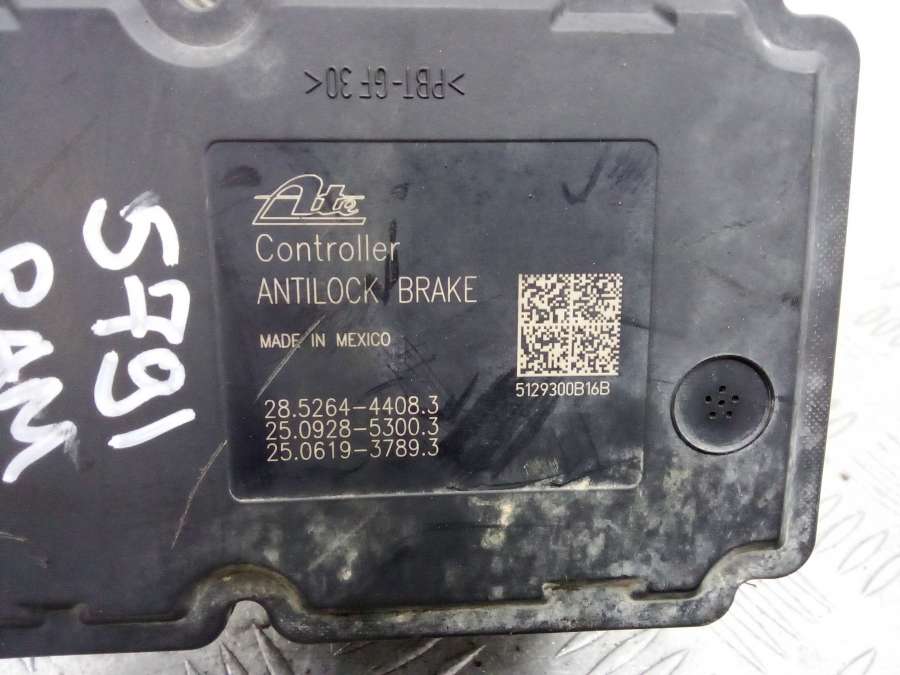 >PBT-GF30<
Ate
Controller
ANTILOCK BRAKE
MADE IN MEXICO
5129300B16B
28.5264-4408.3
25.0928-5300.3
25.0619-3789.3
5791
RAM